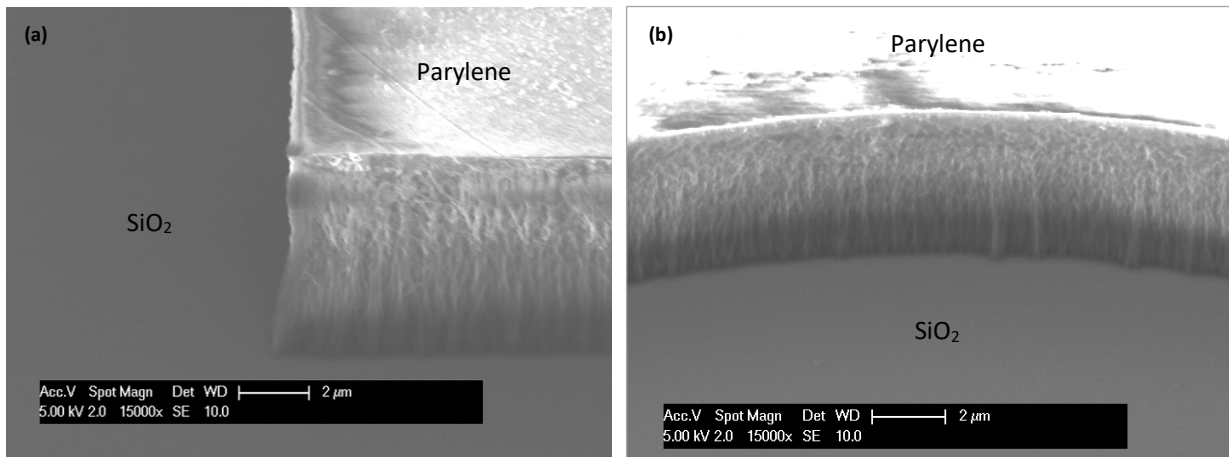 (a)
Parylene
SiO₂
Acc.V Spot Magn Det WD 2 μm
5.00 kV 2.0 15000x SE 10.0
(b)
Parylene
SiO₂
Acc.V Spot Magn Det WD 2 μm
5.00 kV 2.0 15000x SE 10.0